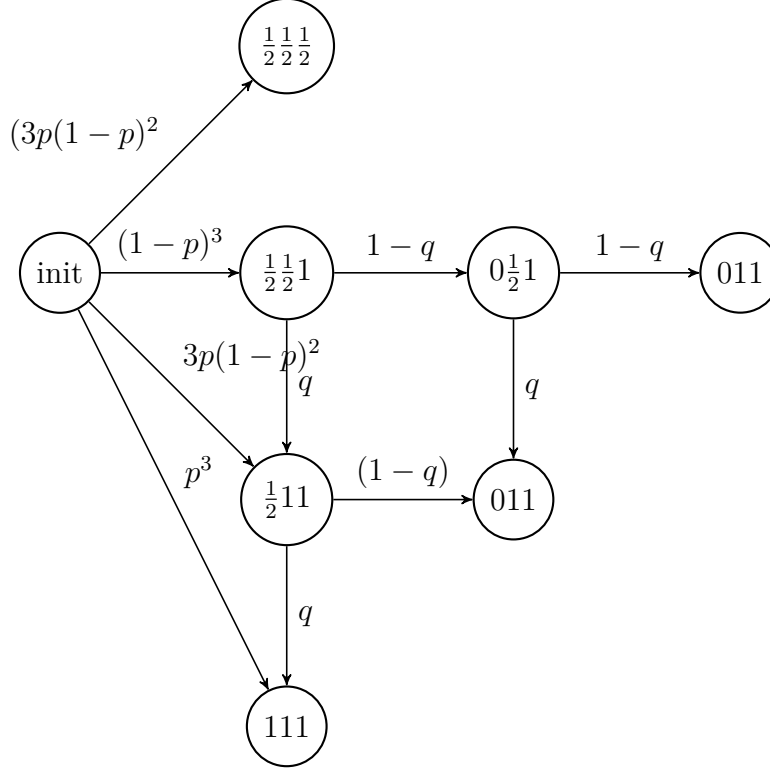 ½½½
(3p(1 − p)²
init
(1 − p)³
½½1
1 − q
0½1
1 − q
011
3p(1 − p)²
q
q
p³
½11
(1 − q)
011
q
111